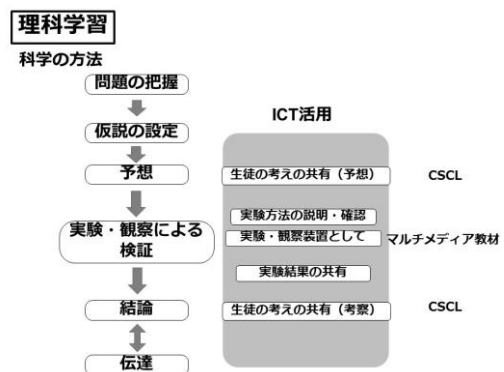 理科学習
科学の方法
問題の把握
仮説の設定
予想
実験・観察による
検証
結論
伝達
ICT活用
生徒の考えの共有（予想）
CSCL
実験方法の説明・確認
実験・観察装置として
マルチメディア教材
実験結果の共有
生徒の考えの共有（考察）
CSCL